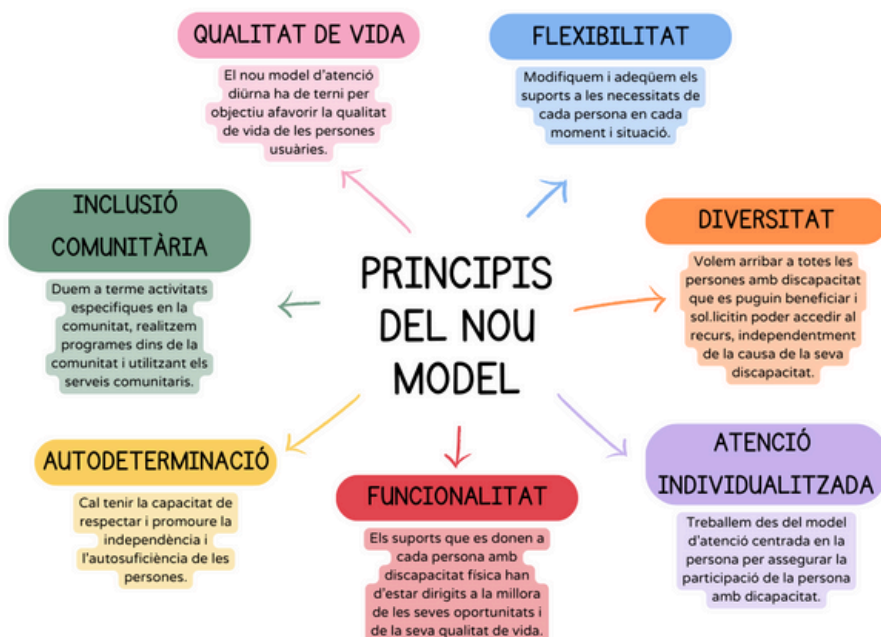 QUALITAT DE VIDA
El nou model d'atenció
diürna ha de terni per
objectiu afavorir la qualitat
de vida de les persones
usuàries.
FLEXIBILITAT
Modifiquem i adeqüem els
suports a les necessitats de
cada persona en cada
moment i situació.
INCLUSIÓ
COMUNITÀRIA
Duem a terme activitats
especifiques en la
comunitat, realitzem
programes dins de la
comunitat i utilitzant els
serveis comunitaris.
PRINCIPIS
DEL NOU
MODEL
DIVERSITAT
Volem arribar a totes les
persones amb discapacitat
que es puguin beneficiar i
sol.licitin poder accedir al
recurs, independentment
de la causa de la seva
discapacitat.
AUTODETERMINACIÓ
Cal tenir la capacitat de
respectar i promoure la
independència i
l'autosuficiència de les
persones.
FUNCIONALITAT
Els suports que es donen a
cada persona amb
discapacitat física han
d'estar dirigits a la millora
de les seves oportunitats i
de la seva qualitat de vida.
ATENCIÓ
INDIVIDUALITZADA
Treballem des del model
d'atenció centrada en la
persona per assegurar la
participació de la persona
amb dicapacitat.